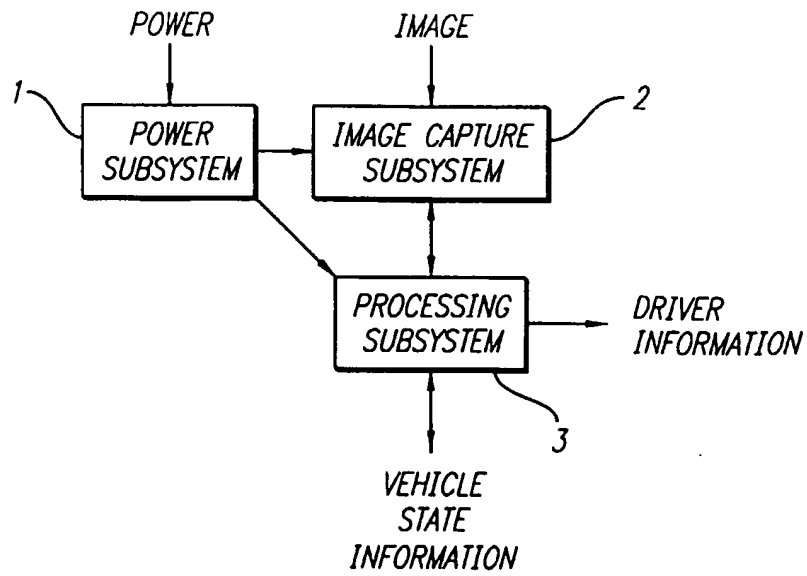 POWER
IMAGE
1
POWER
SUBSYSTEM
IMAGE CAPTURE
SUBSYSTEM
2
PROCESSING
SUBSYSTEM
DRIVER
INFORMATION
3
VEHICLE
STATE
INFORMATION